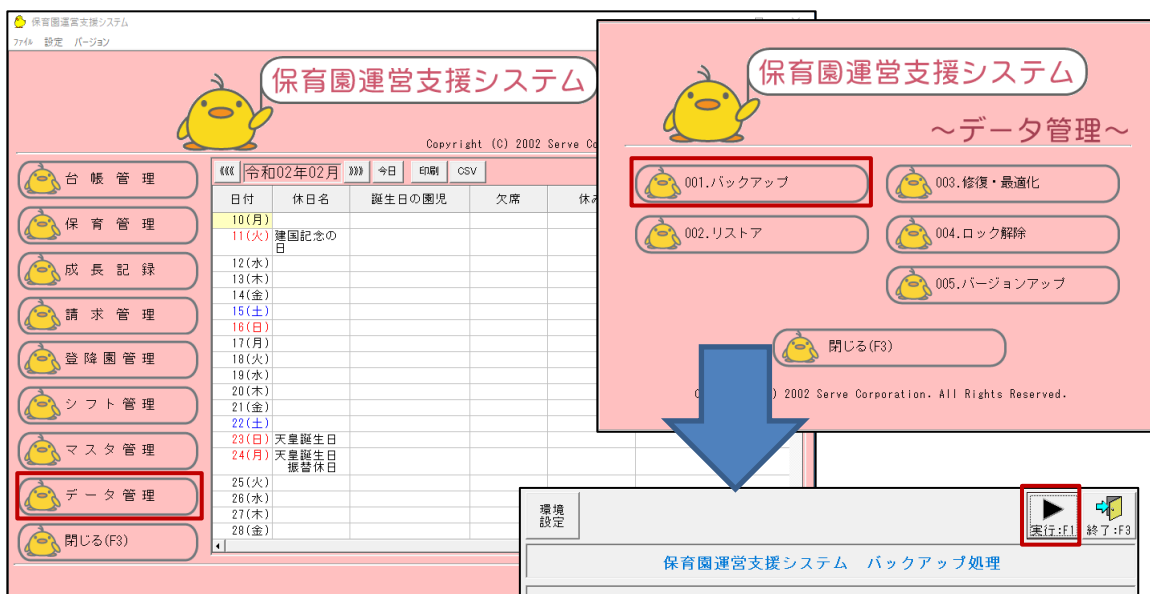 保育園運営支援システム
ファイル 設定 バージョン
保育園運営支援システム
Copyright (C) 2002 Serve Co
台 帳 管 理
保 育 管 理
成 長 記 録
請 求 管 理
登降園管理
シフト管理
マスタ管理
データ管理
閉じる(F3)
令和02年02月 今日 印刷 CSV
日付 休日名 誕生日の園児 欠席
10(月)
11(火) 建国記念の
日
12(水)
13(木)
14(金)
15(土)
16(日)
17(月)
18(火)
19(水)
20(木)
21(金)
22(土)
23(日) 天皇誕生日
24(月) 天皇誕生日
振替休日
25(火)
26(水)
27(木)
28(金)
保育園運営支援システム
～データ管理～
001.バックアップ
003.修復・最適化
002.リストア
004.ロック解除
005.バージョンアップ
閉じる(F3)
2002 Serve Corporation. All Rights Reserved.
環境
設定
実行:F1 終了:F3
保育園運営支援システム バックアップ処理